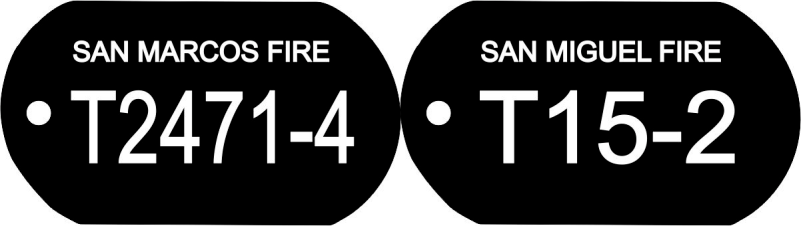 SAN MARCOS FIRE
T2471-4
SAN MIGUEL FIRE
T15-2